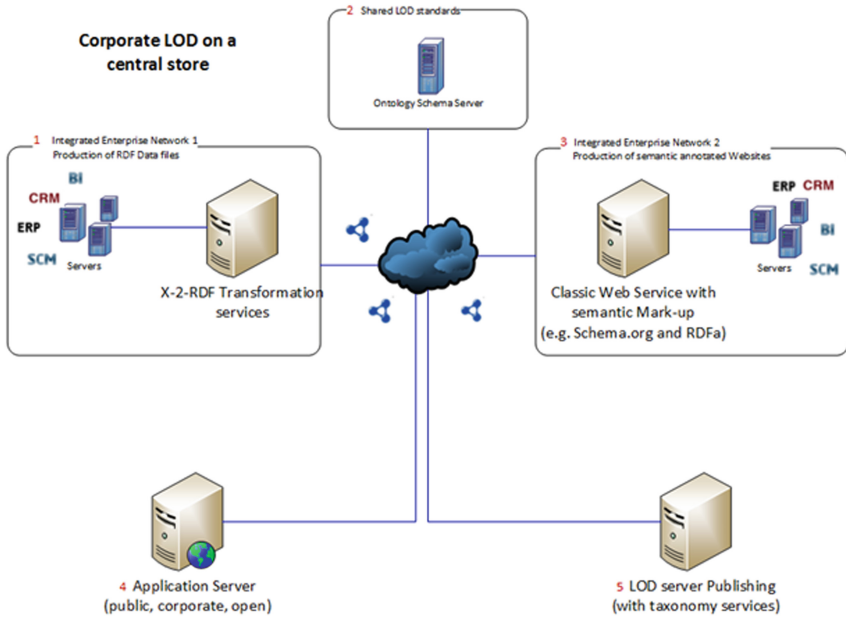 Corporate LOD on a
central store
2 Shared LOD standards
Ontology Schema Server
1 Integrated Enterprise Network 1
Production of RDF Data files
BI
CRM
ERP
SCM
Servers
X-2-RDF Transformation
services
3 Integrated Enterprise Network 2
Production of semantic annotated Websites
ERP CRM
BI
SCM
Servers
Classic Web Service with
semantic Mark-up
(e.g. Schema.org and RDFa)
4 Application Server
(public, corporate, open)
5 LOD server Publishing
(with taxonomy services)